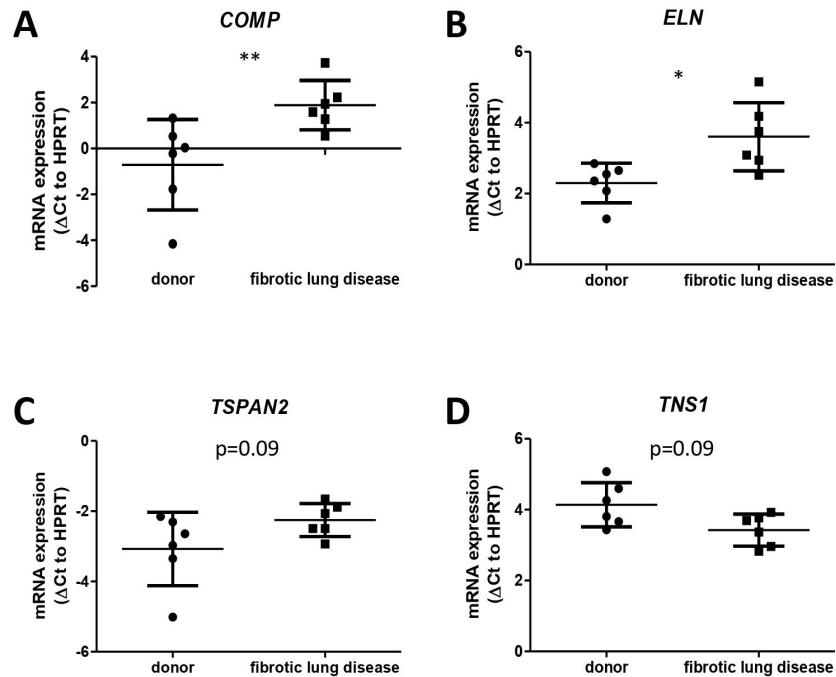 A
COMP
**
mRNA expression
(ΔCt to HPRT)
4
2
0
-2
-4
-6
donor
fibrotic lung disease
B
ELN
*
mRNA expression
(ΔCt to HPRT)
6
4
2
0
donor
fibrotic lung disease
C
TSPAN2
p=0.09
mRNA expression
(ΔCt to HPRT)
0
-2
-4
-6
donor
fibrotic lung disease
D
TNS1
p=0.09
mRNA expression
(ΔCt to HPRT)
6
4
2
0
donor
fibrotic lung disease